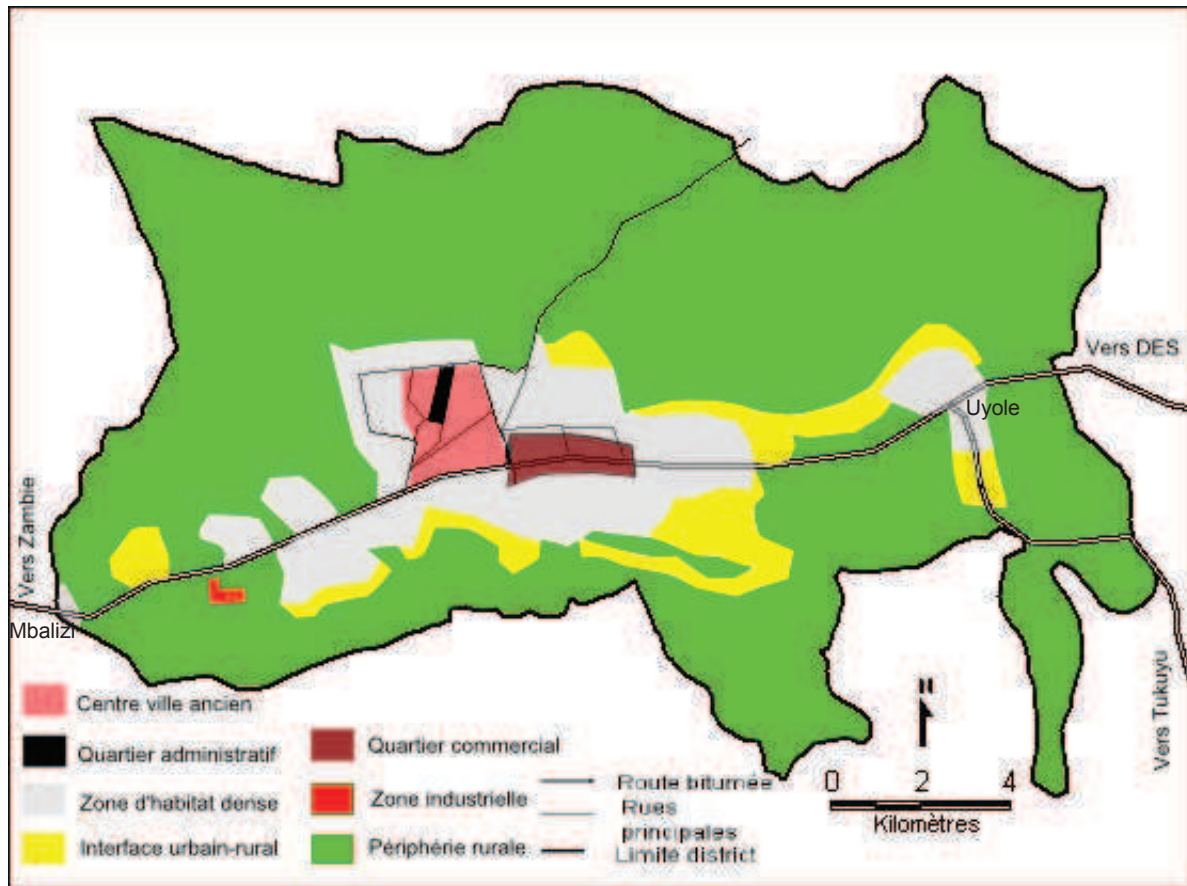 Vers DES
Uyole
Vers Zambie
Mbalizi
Vers Tukuyu
N
Centre ville ancien
Quartier administratif
Zone d'habitat dense
Interface urbain-rural
Quartier commercial
Zone industrielle
Périphérie rurale
Route bitumée
Rues
principales
Limite district
0 2 4
Kilomètres